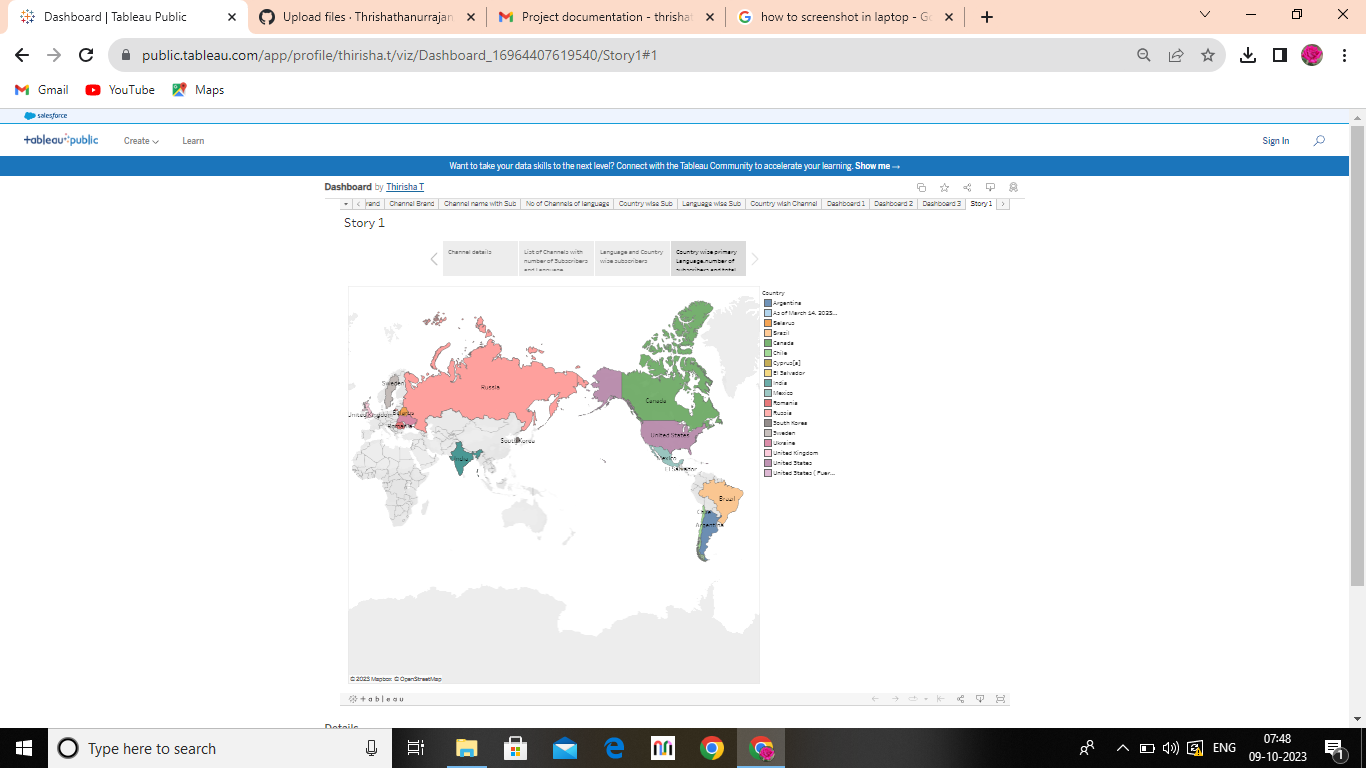 Dashboard | Tableau Public
Upload files · Thrishathanurrajan
Project documentation - thrishat
how to screenshot in laptop - Go
public.tableau.com/app/profile/thirisha.t/viz/Dashboard_16964407619540/Story1#1
Gmail
YouTube
Maps
salesforce
+ableau+public
Create
Learn
Sign In
Want to take your data skills to the next level? Connect with the Tableau Community to accelerate your learning. Show me →
Dashboard by Thirisha T
rand
Channel Brand
Channel name with Sub
No of Channels of language
Country wise Sub
Language wise Sub
Country wish Channel
Dashboard 1
Dashboard 2
Dashboard 3
Story 1
Story 1
Channel details
List of Channels with
number of Subscribers
and Language
Language and Country
wise subscribers
Country wise primary
Language,number of
subscribers and total
Country
Argentina
As of March 14, 2023...
Belarus
Brazil
Canada
Chile
Cyprus[a]
El Salvador
India
Mexico
Romania
Russia
South Korea
Sweden
Ukraine
United Kingdom
United States
United States ( Puer...
Sweden
Russia
United Kingdom
Belarus
Romania
South Korea
India
Canada
United States
Mexico
El Salvador
Brazil
Chile
Argentina
© 2023 Mapbox © OpenStreetMap
+ableau
Details
Type here to search
ENG
07:48
09-10-2023
1